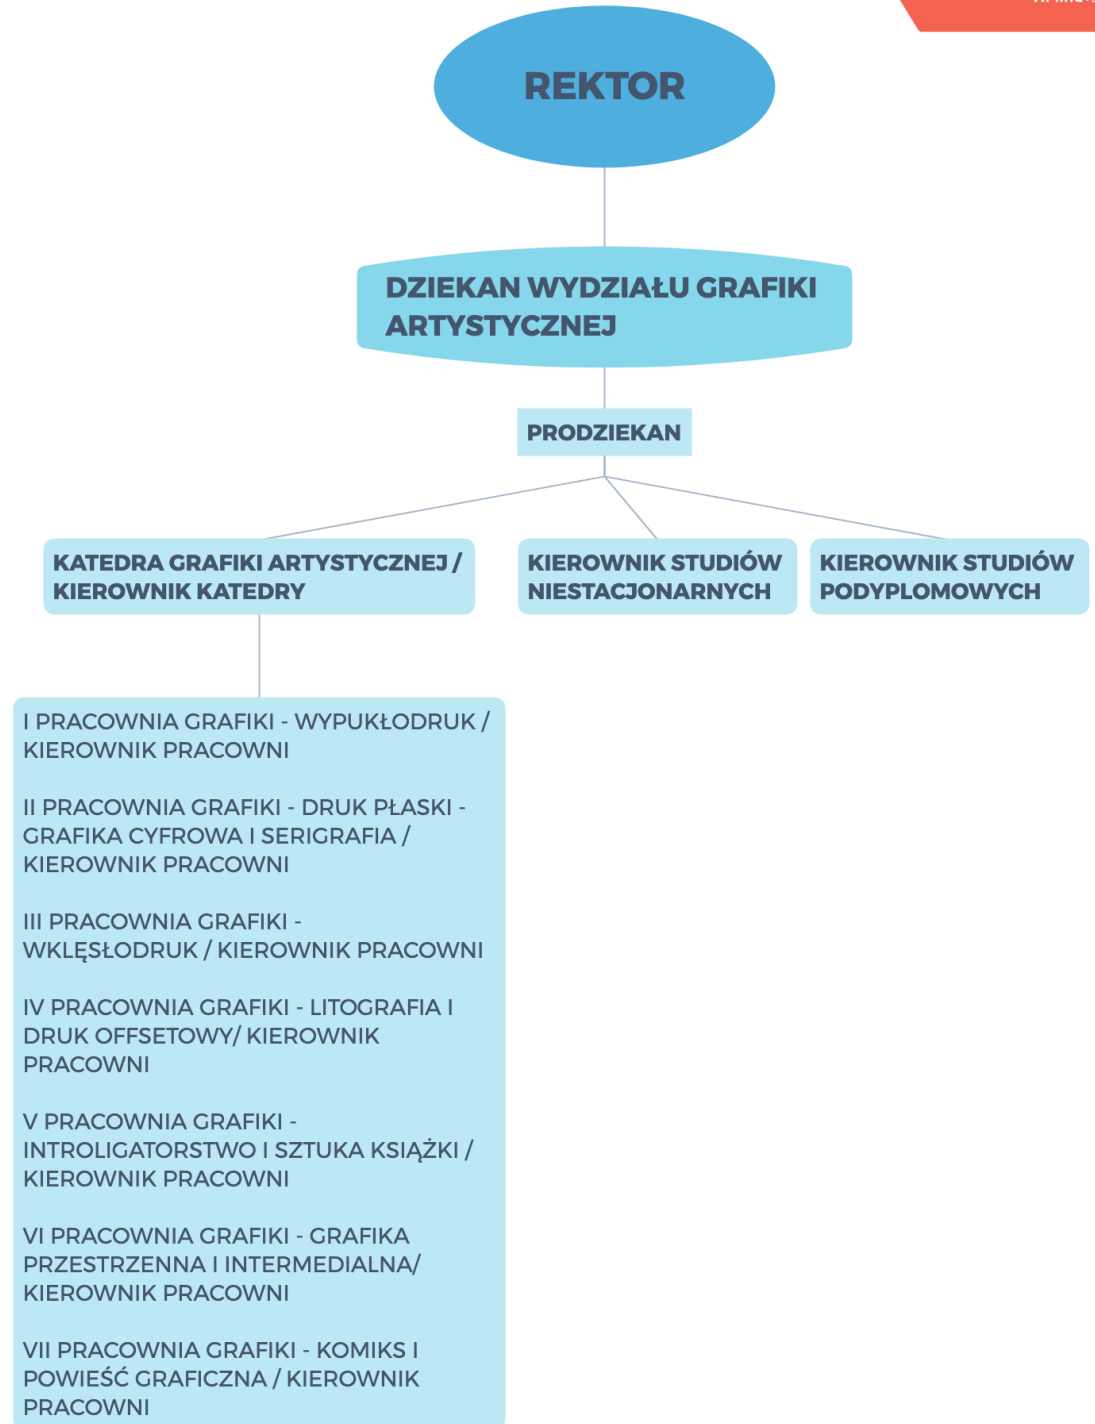 REKTOR
DZIEKAN WYDZIAŁU GRAFIKI
ARTYSTYCZNEJ
PRODZIEKAN
KATEDRA GRAFIKI ARTYSTYCZNEJ /
KIEROWNIK KATEDRY
KIEROWNIK STUDIÓW
NIESTACJONARNYCH
KIEROWNIK STUDIÓW
PODYPLOMOWYCH
I PRACOWNIA GRAFIKI - WYPUKŁODRUK /
KIEROWNIK PRACOWNI
II PRACOWNIA GRAFIKI - DRUK PŁASKI -
GRAFIKA CYFROWA I SERIGRAFIA /
KIEROWNIK PRACOWNI
III PRACOWNIA GRAFIKI -
WKLĘSŁODRUK / KIEROWNIK PRACOWNI
IV PRACOWNIA GRAFIKI - LITOGRAFIA I
DRUK OFFSETOWY/ KIEROWNIK
PRACOWNI
V PRACOWNIA GRAFIKI -
INTROLIGATORSTWO I SZTUKA KSIĄŻKI /
KIEROWNIK PRACOWNI
VI PRACOWNIA GRAFIKI - GRAFIKA
PRZESTRZENNA I INTERMEDIALNA/
KIEROWNIK PRACOWNI
VII PRACOWNIA GRAFIKI - KOMIKS I
POWIEŚĆ GRAFICZNA / KIEROWNIK
PRACOWNI